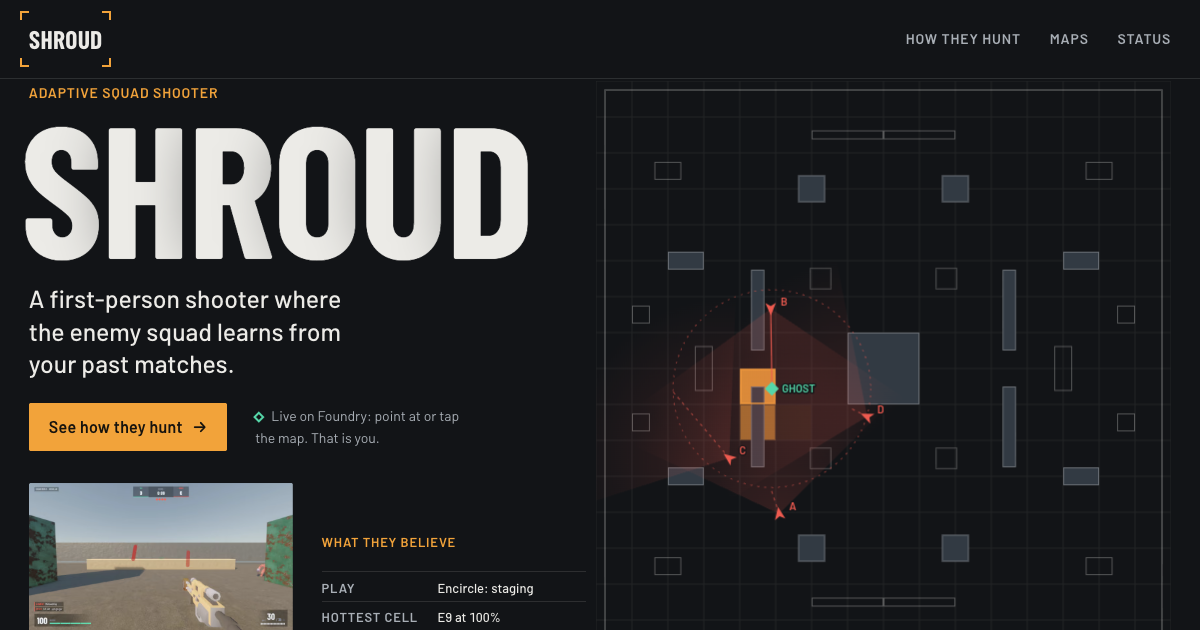 SHROUD
HOW THEY HUNT
MAPS
STATUS
ADAPTIVE SQUAD SHOOTER
SHROUD
A first-person shooter where
the enemy squad learns from
your past matches.
See how they hunt →
Live on Foundry: point at or tap
the map. That is you.
B
GHOST
D
C
A
WHAT THEY BELIEVE
PLAY
Encircle: staging
HOTTEST CELL
E9 at 100%
100
30